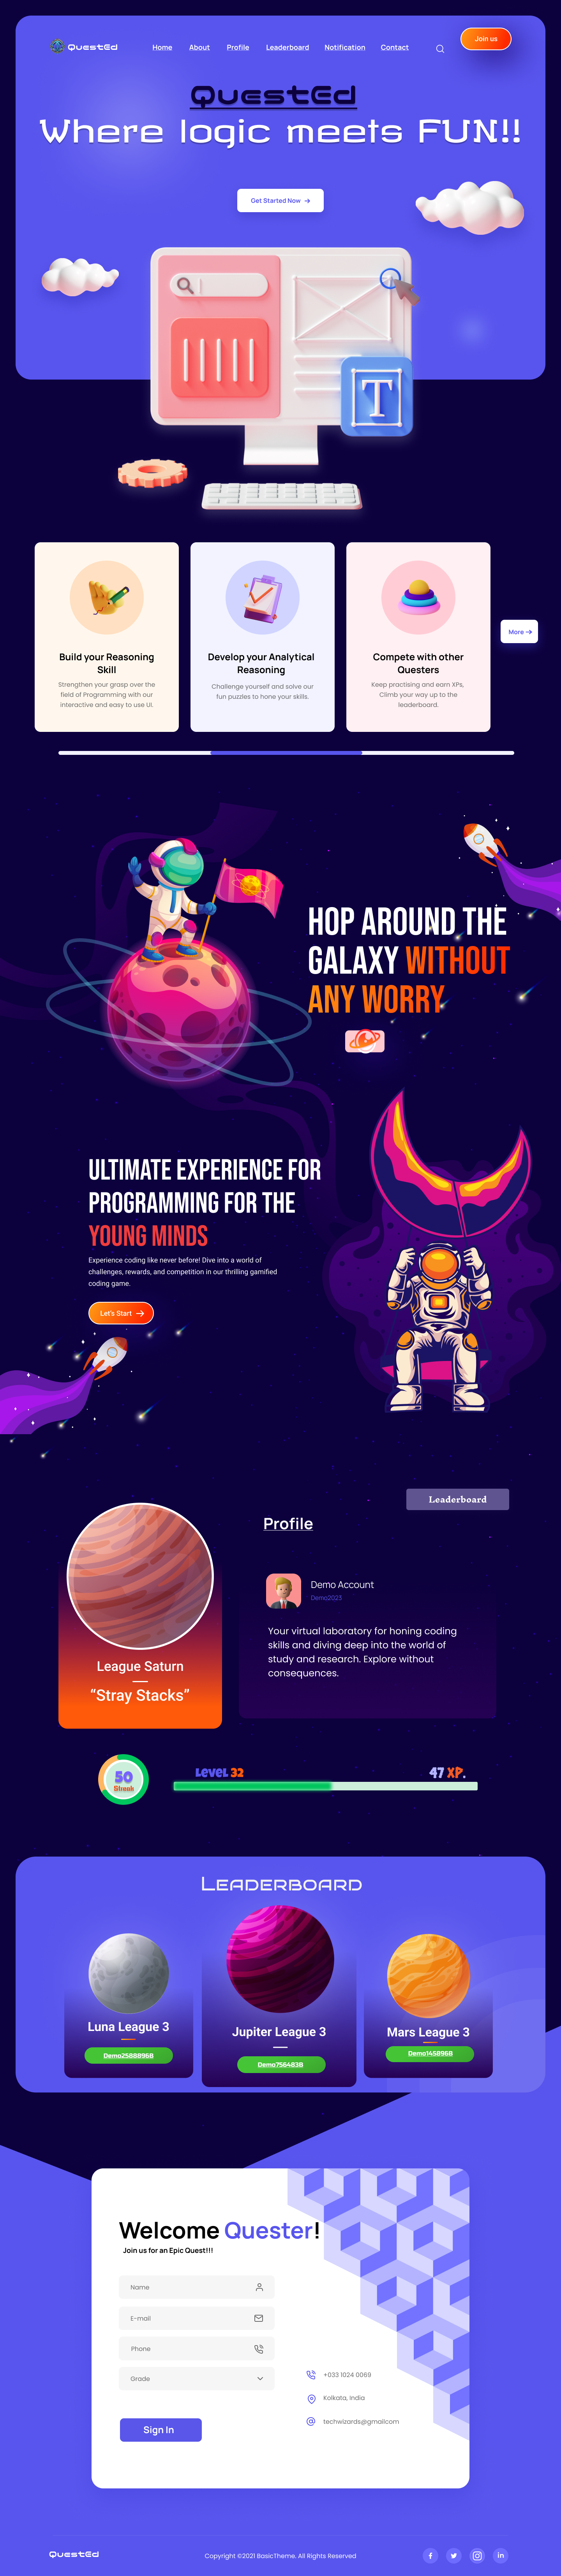 QuestEd
Home About Profile Leaderboard Notification Contact
Join us
QuestEd
Where logic meets FUN!!
Get Started Now
T
Build your Reasoning
Skill
Strengthen your grasp over the
field of Programming with our
interactive and easy to use UI.
Develop your Analytical
Reasoning
Challenge yourself and solve our
fun puzzles to hone your skills.
Compete with other
Questers
Keep practising and earn XPs,
Climb your way up to the
leaderboard.
More
HOP AROUND THE
GALAXY WITHOUT
ANY WORRY
ULTIMATE EXPERIENCE FOR
PROGRAMMING FOR THE
YOUNG MINDS
Experience coding like never before! Dive into a world of
challenges, rewards, and competition in our thrilling gamified
coding game.
Let's Start
Leaderboard
Profile
League Saturn
“Stray Stacks”
Demo Account
Demo2023
Your virtual laboratory for honing coding
skills and diving deep into the world of
study and research. Explore without
consequences.
50
Streak
Level 32
47 XP.
Leaderboard
Luna League 3
Demo2588896B
Jupiter League 3
Demo756483B
Mars League 3
Demo145896B
Welcome Quester!
Join us for an Epic Quest!!!
Name
E-mail
Phone
Grade
Sign In
+033 1024 0069
Kolkata, India
techwizards@gmailcom
QuestEd
Copyright ©2021 BasicTheme. All Rights Reserved